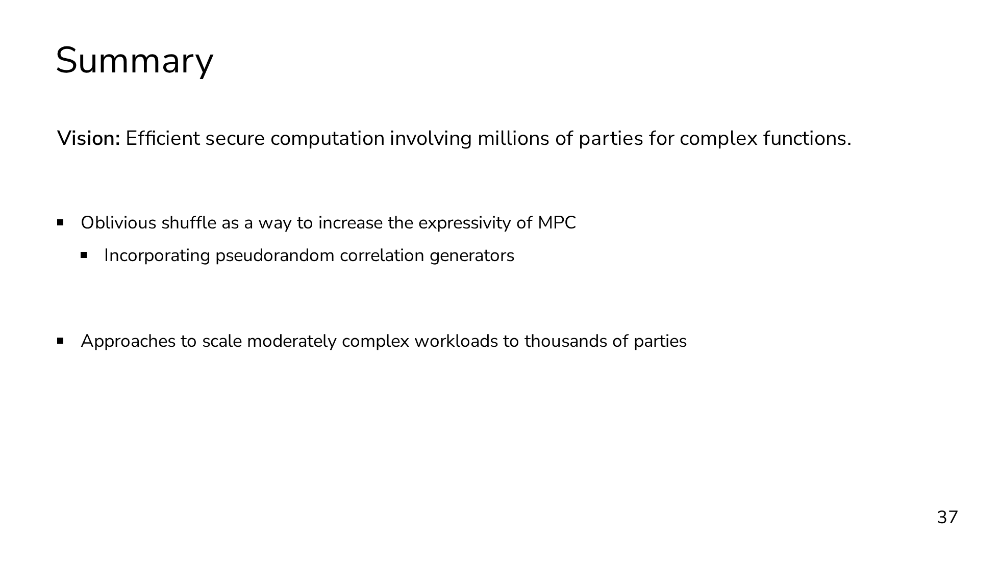 Summary
Vision: Efficient secure computation involving millions of parties for complex functions.
▪ Oblivious shuffle as a way to increase the expressivity of MPC
▪ Incorporating pseudorandom correlation generators
▪ Approaches to scale moderately complex workloads to thousands of parties
37